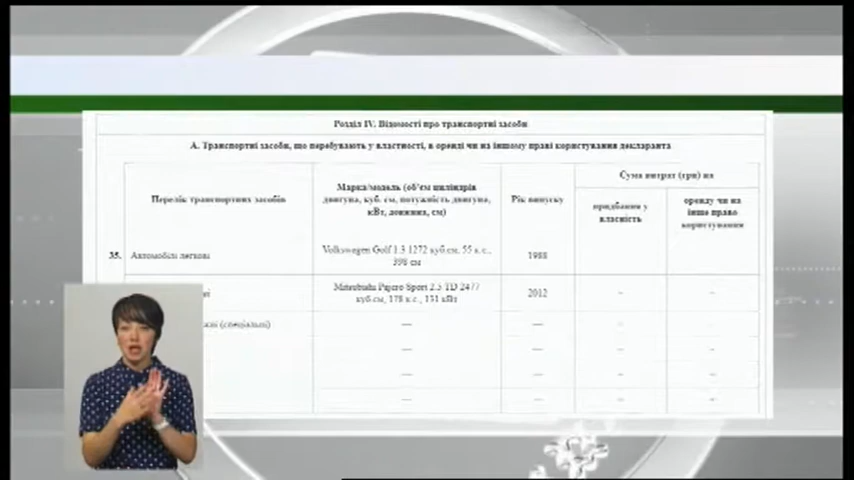 Розділ IV. Відомості про транспортні засоби
А. Транспортні засоби, що перебувають у власності, в оренді чи на іншому праві користування декларанта
Перелік транспортних засобів
Марка/модель (об'єм циліндрів
двигуна, куб. см, потужність двигуна,
кВт, довжина, см)
Рік випуску
Сума витрат (грн) на
придбання у
власність
оренду чи на
інше право
користування
35. Автомобілі легкові
Volkswagen Golf 1.3 1272 куб.см, 55 к.с.,
398 см
1988
Mitsubishi Pajero Sport 2.5 TD 2477
куб.см, 178 к.с., 131 кВт
2012
– –
(спеціальні)
— — – –
— — – –
— — – –
— — – –